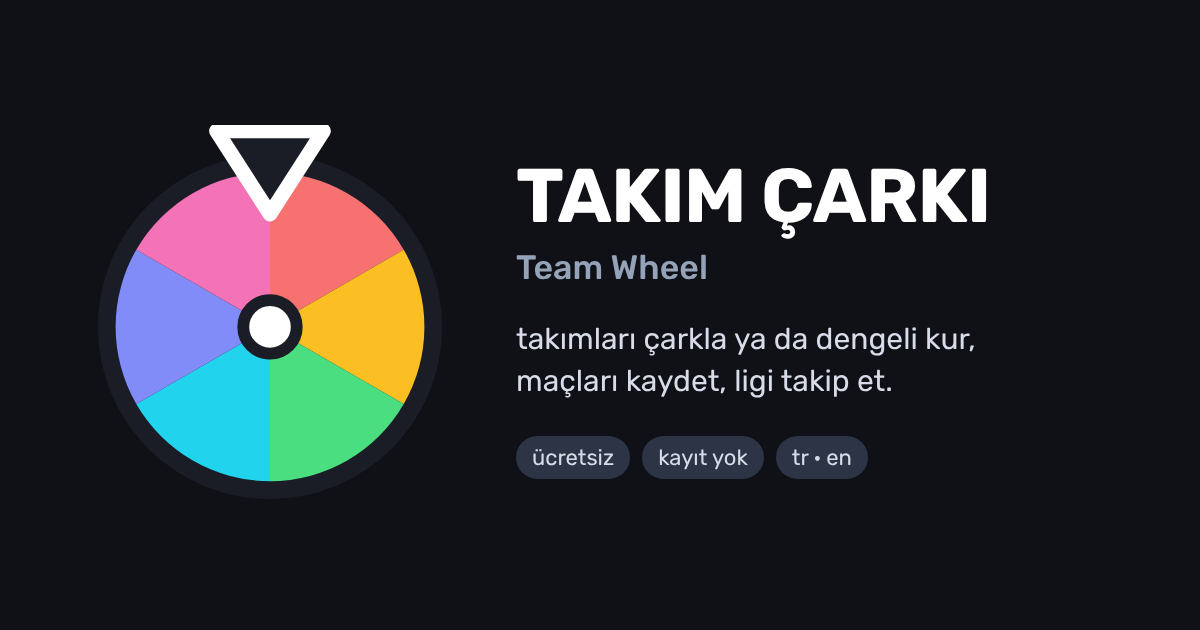 TAKIM ÇARKI
Team Wheel
takımları çarkla ya da dengeli kur,
maçları kaydet, ligi takip et.
ücretsiz
kayıt yok
tr • en